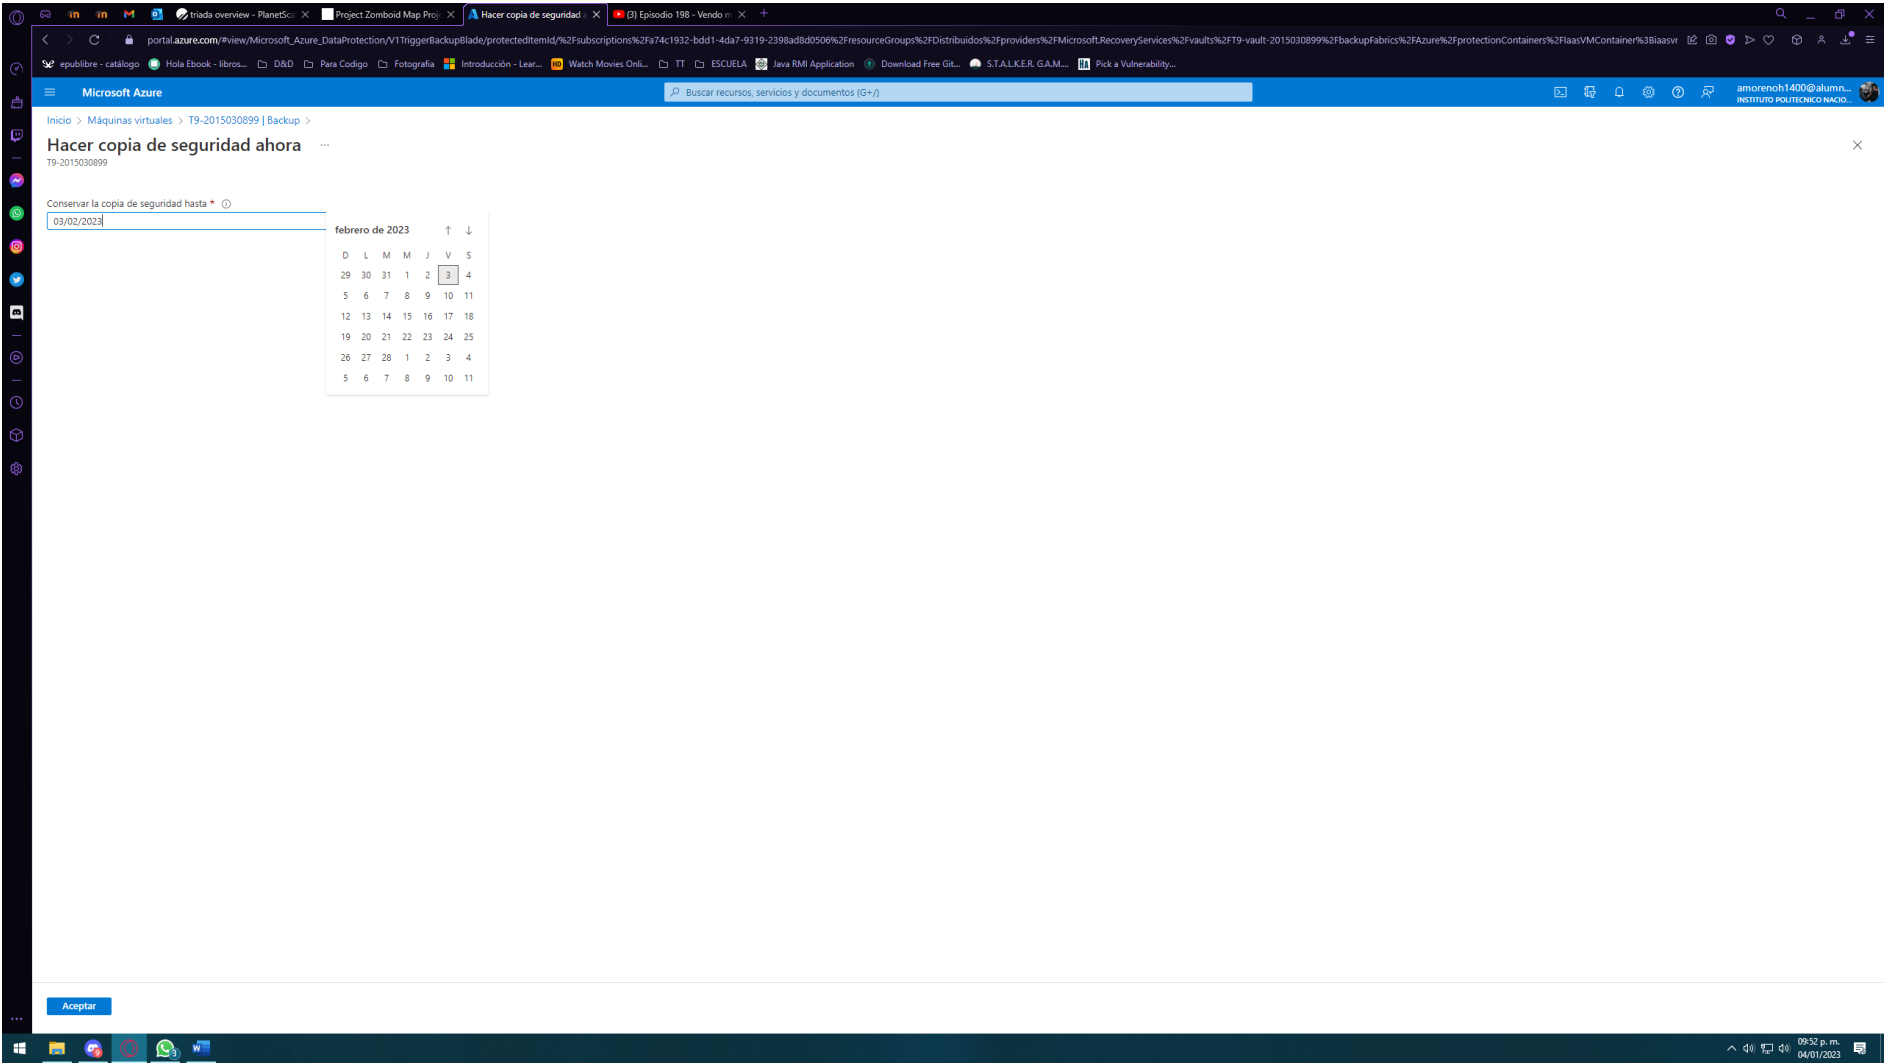 triada overview - PlanetSca
Project Zomboid Map Proj
Hacer copia de seguridad a
(3) Episodio 198 - Vendo m
portal.azure.com/#view/Microsoft_Azure_DataProtection/V1TriggerBackupBlade/protectedItemId/%2Fsubscriptions%2Fa74c1932-bdd1-4da7-9319-2398ad8d0506%2FresourceGroups%2FDistribuidos%2Fproviders%2FMicrosoft.RecoveryServices%2Fvaults%2FT9-vault-2015030899%2FbackupFabrics%2FAzure%2FprotectionContainers%2FIaasVMContainer%3Biaasvr
epublibre - catálogo
Hola Ebook - libros...
D&D
Para Codigo
Fotografia
Introducción - Lear...
Watch Movies Onli...
TT
ESCUELA
Java RMI Application
Download Free Git...
S.T.A.L.K.E.R. G.A.M....
Pick a Vulnerability...
Microsoft Azure
Buscar recursos, servicios y documentos (G+/)
amorenoh1400@alumn...
INSTITUTO POLITECNICO NACIO...
Inicio > Máquinas virtuales > T9-2015030899 | Backup >
Hacer copia de seguridad ahora ...
T9-2015030899
Conservar la copia de seguridad hasta *
03/02/2023
febrero de 2023
D L M M J V S
29 30 31 1 2 3 4
5 6 7 8 9 10 11
12 13 14 15 16 17 18
19 20 21 22 23 24 25
26 27 28 1 2 3 4
5 6 7 8 9 10 11
Aceptar
09:52 p. m.
04/01/2023